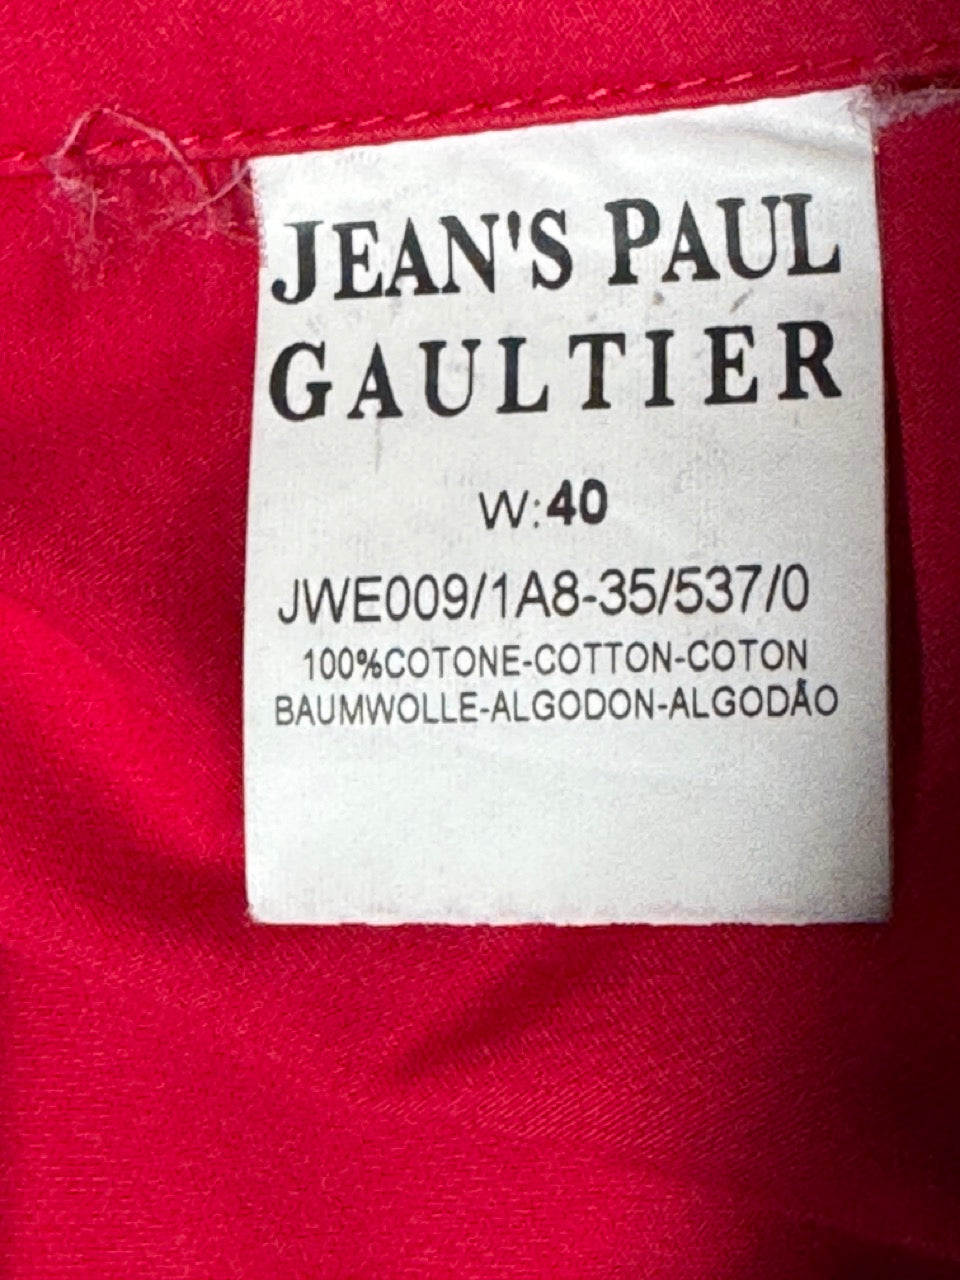 JEAN'S PAUL
GAULTIER
W:40
JWE009/1A8-35/537/0
100%COTONE-COTTON-COTON
BAUMWOLLE-ALGODON-ALGODÃO